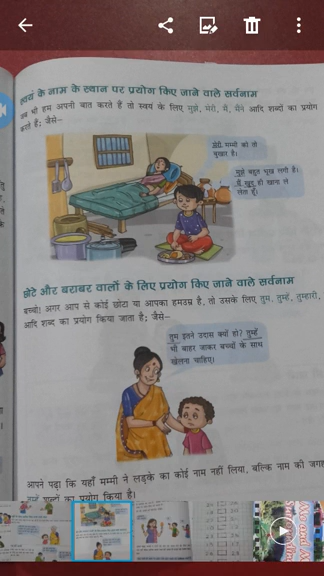 स्वयं के नाम के स्थान पर प्रयोग किए जाने वाले सर्वनाम
जब भी हम अपनी बात करते हैं तो स्वयं के लिए मुझे, मेरी, मैं, मैंने आदि शब्दों का प्रयोग
करते हैं; जैसे–
मेरी मम्मी को तो
बुखार है।
मुझे बहुत भूख लगी है।
मैं खुद ही खाना ले
लेता हूँ।
छोटे और बराबर वालों के लिए प्रयोग किए जाने वाले सर्वनाम
बच्चो! अगर आप से कोई छोटा या आपका हमउम्र है, तो उसके लिए तुम, तुम्हें, तुम्हारी,
आदि शब्द का प्रयोग किया जाता है; जैसे–
तुम इतने उदास क्यों हो? तुम्हें
भी बाहर जाकर बच्चों के साथ
खेलना चाहिए।
आपने पढ़ा कि यहाँ मम्मी ने लड़के का कोई नाम नहीं लिया, बल्कि नाम की जगह
शब्दों का प्रयोग किया है।